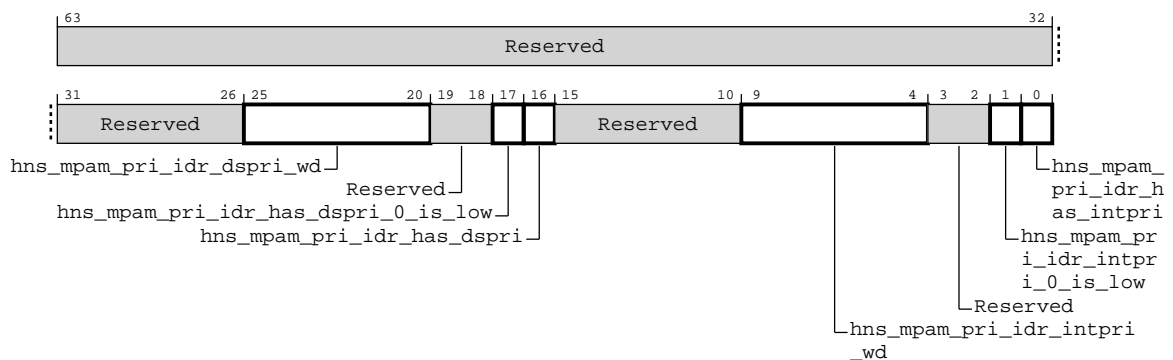 63 32
Reserved
31 26 25 20 19 18 17 16 15 10 9 4 3 2 1 0
Reserved Reserved
hns_mpam_pri_idr_dspri_wd
Reserved
hns_mpam_pri_idr_has_dspri_0_is_low
hns_mpam_pri_idr_has_dspri
hns_mpam_
pri_idr_h
as_intpri
hns_mpam_pr
i_idr_intpr
i_0_is_low
Reserved
hns_mpam_pri_idr_intpri
_wd